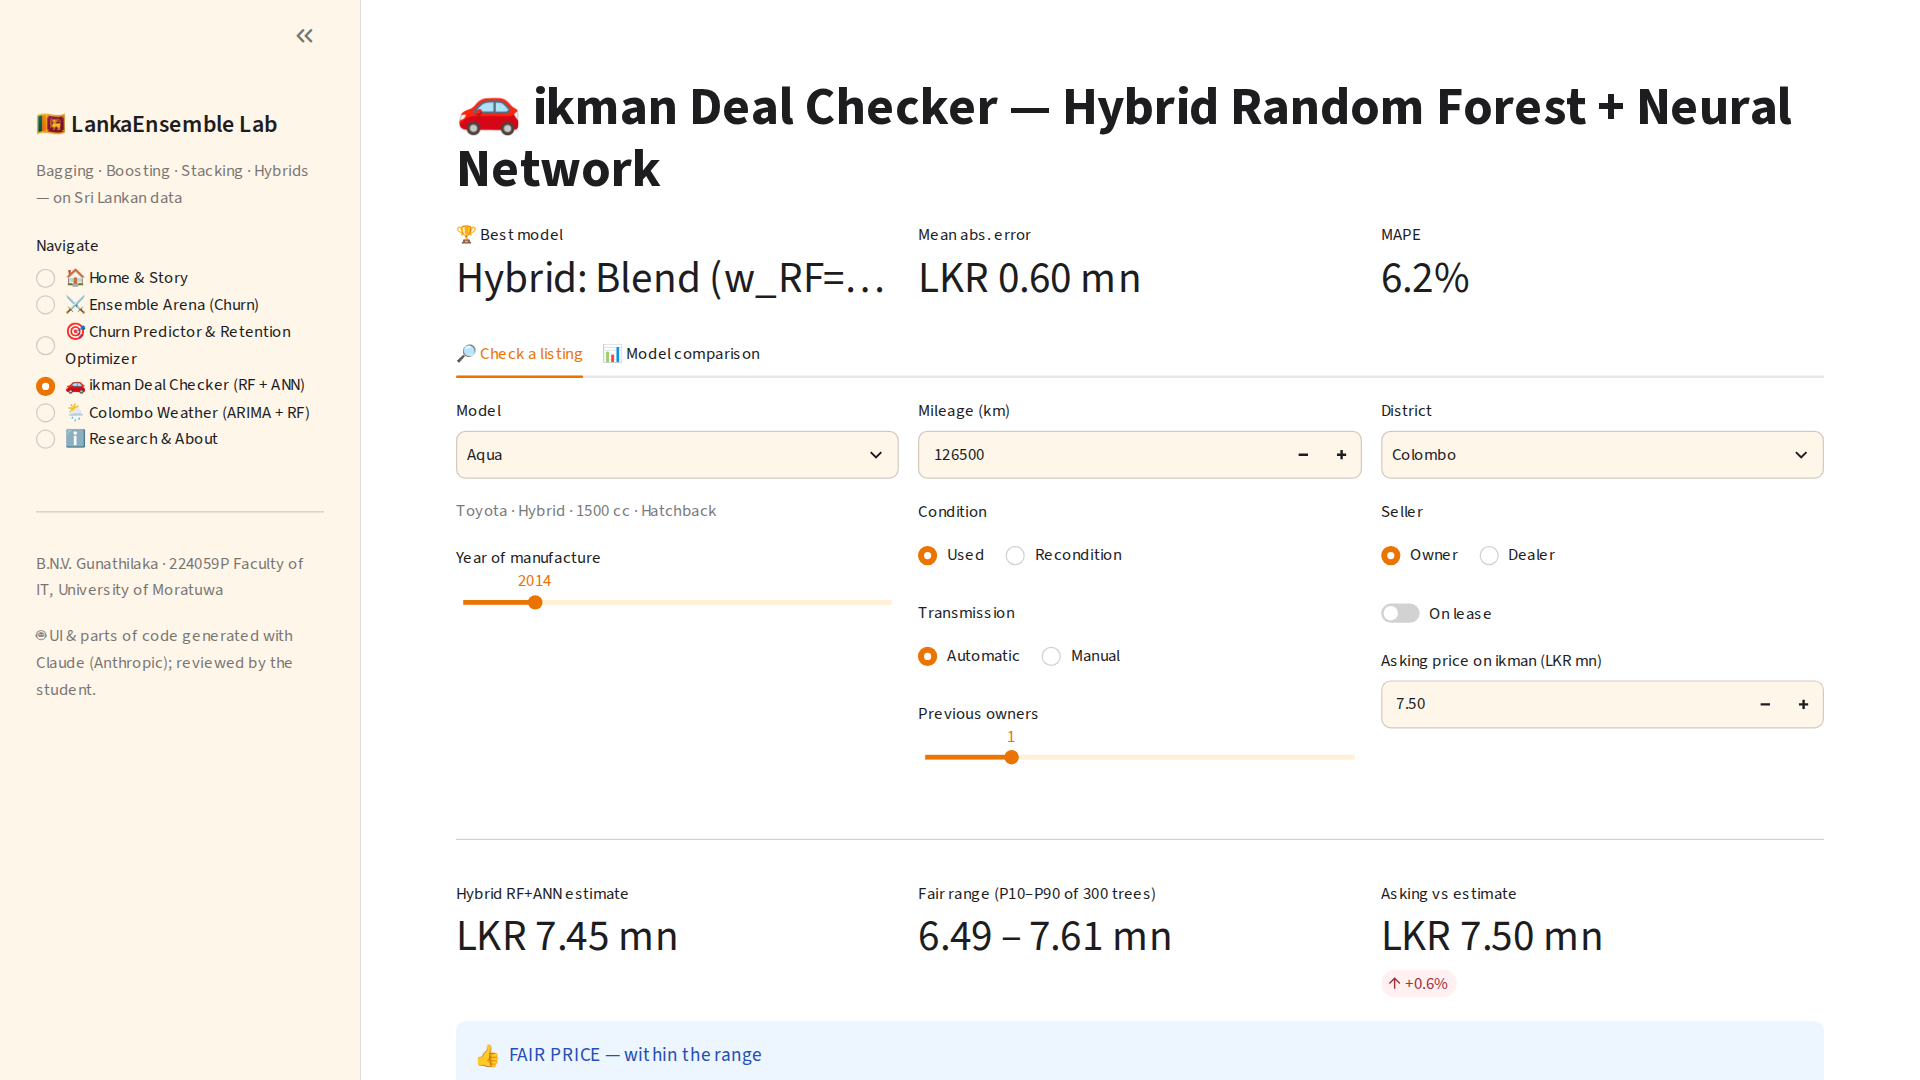 LankaEnsemble Lab
Bagging · Boosting · Stacking · Hybrids
— on Sri Lankan data
Navigate
Home & Story
Ensemble Arena (Churn)
Churn Predictor & Retention
Optimizer
ikman Deal Checker (RF + ANN)
Colombo Weather (ARIMA + RF)
Research & About
B.N.V. Gunathilaka · 224059P Faculty of
IT, University of Moratuwa
UI & parts of code generated with
Claude (Anthropic); reviewed by the
student.
ikman Deal Checker — Hybrid Random Forest + Neural
Network
Best model
Hybrid: Blend (w_RF=…
Mean abs. error
LKR 0.60 mn
MAPE
6.2%
Check a listing
Model comparison
Model
Aqua
Toyota · Hybrid · 1500 cc · Hatchback
Year of manufacture
2014
Mileage (km)
126500
Condition
Used
Recondition
Transmission
Automatic
Manual
Previous owners
1
District
Colombo
Seller
Owner
Dealer
On lease
Asking price on ikman (LKR mn)
7.50
Hybrid RF+ANN estimate
LKR 7.45 mn
Fair range (P10–P90 of 300 trees)
6.49 – 7.61 mn
Asking vs estimate
LKR 7.50 mn
↑ +0.6%
FAIR PRICE — within the range